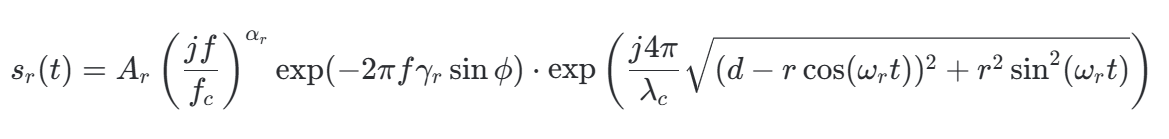 s_r(t) = A_r \left( \frac{jf}{f_c} \right)^{\alpha_r} \exp(-2\pi f \gamma_r \sin \phi) \cdot \exp\left( \frac{j4\pi}{\lambda_c} \sqrt{(d - r\cos(\omega_r t))^2 + r^2 \sin^2(\omega_r t)} \right)